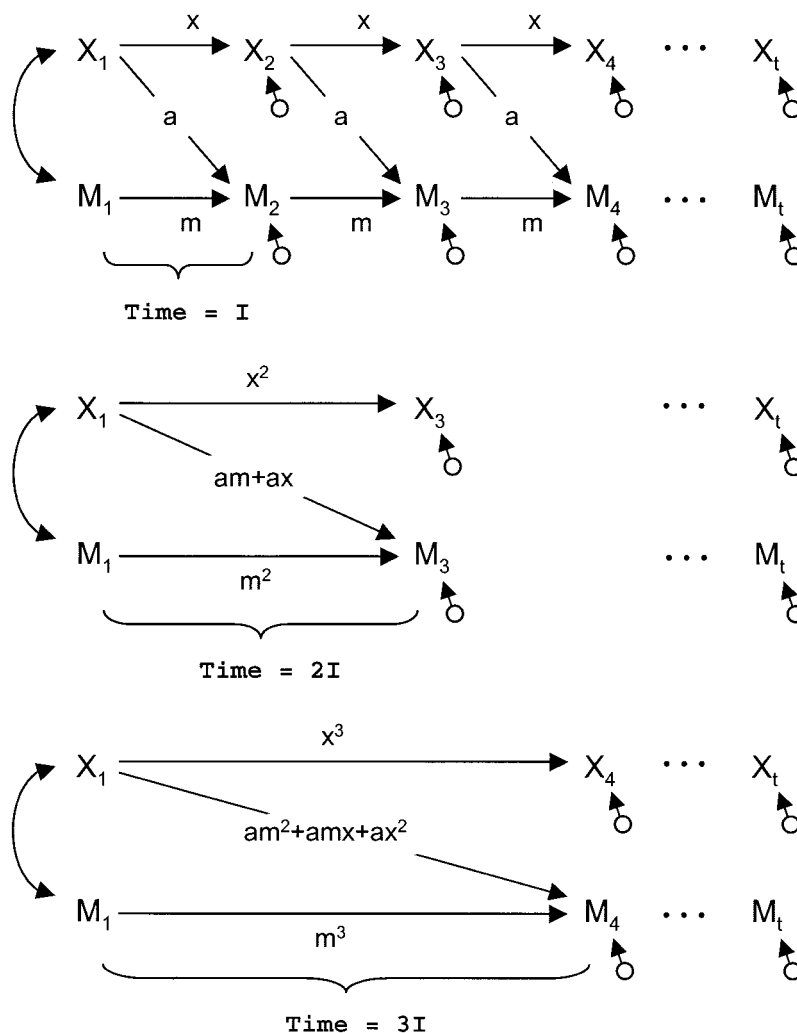 x x x
X₁ X₂ X₃ X₄ ··· Xₜ
a a a
M₁ M₂ M₃ M₄ ··· Mₜ
m m m
Time = I
x²
X₁ X₃ ··· Xₜ
am+ax
M₁ M₃ ··· Mₜ
m²
Time = 2I
x³
X₁ X₄ ··· Xₜ
am²+amx+ax²
M₁ M₄ ··· Mₜ
m³
Time = 3I